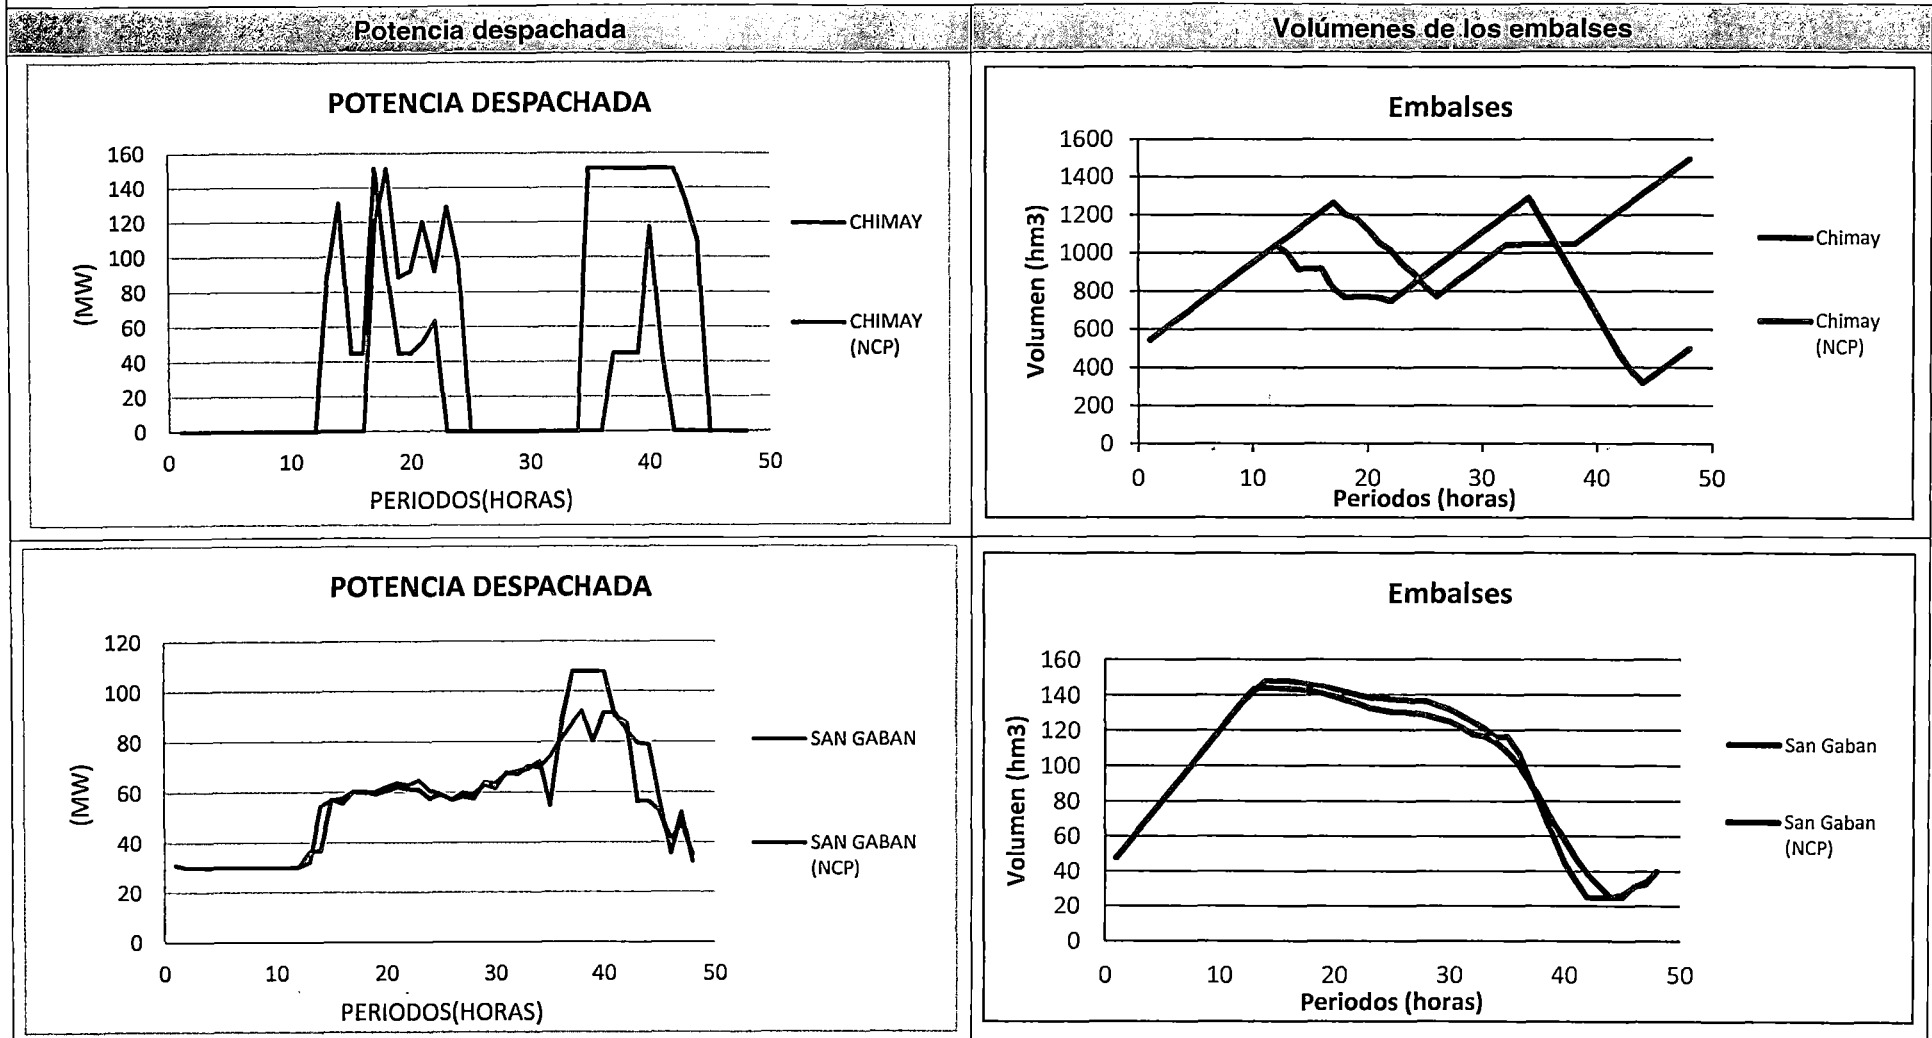 Potencia despachada
Volúmenes de los embalses
POTENCIA DESPACHADA
160
140
120
100
80
60
40
20
0
(MW)
0 10 20 30 40 50
PERIODOS(HORAS)
CHIMAY
CHIMAY
(NCP)
Embalses
1600
1400
1200
1000
800
600
400
200
0
Volumen (hm3)
0 10 20 30 40 50
Periodos (horas)
Chimay
Chimay
(NCP)
POTENCIA DESPACHADA
120
100
80
60
40
20
0
(MW)
0 10 20 30 40 50
PERIODOS(HORAS)
SAN GABAN
SAN GABAN
(NCP)
Embalses
160
140
120
100
80
60
40
20
0
Volumen (hm3)
0 10 20 30 40 50
Periodos (horas)
San Gaban
San Gaban
(NCP)